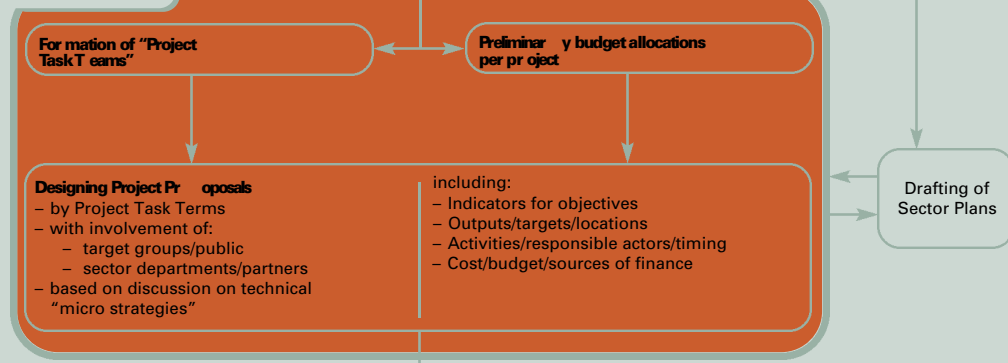 For mation of “Project
Task T eams”
Preliminar y budget allocations
per pr oject
Designing Project Pr oposals
– by Project Task Terms
– with involvement of:
– target groups/public
– sector departments/partners
– based on discussion on technical
“micro strategies”
including:
– Indicators for objectives
– Outputs/targets/locations
– Activities/responsible actors/timing
– Cost/budget/sources of finance
Drafting of
Sector Plans